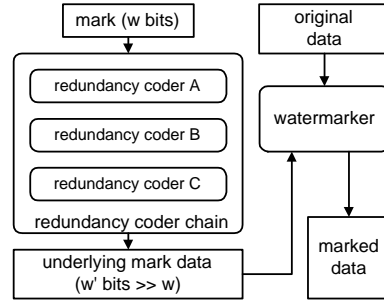 mark (w bits)
redundancy coder A
redundancy coder B
redundancy coder C
redundancy coder chain
underlying mark data
(w' bits >> w)
original
data
watermarker
marked
data